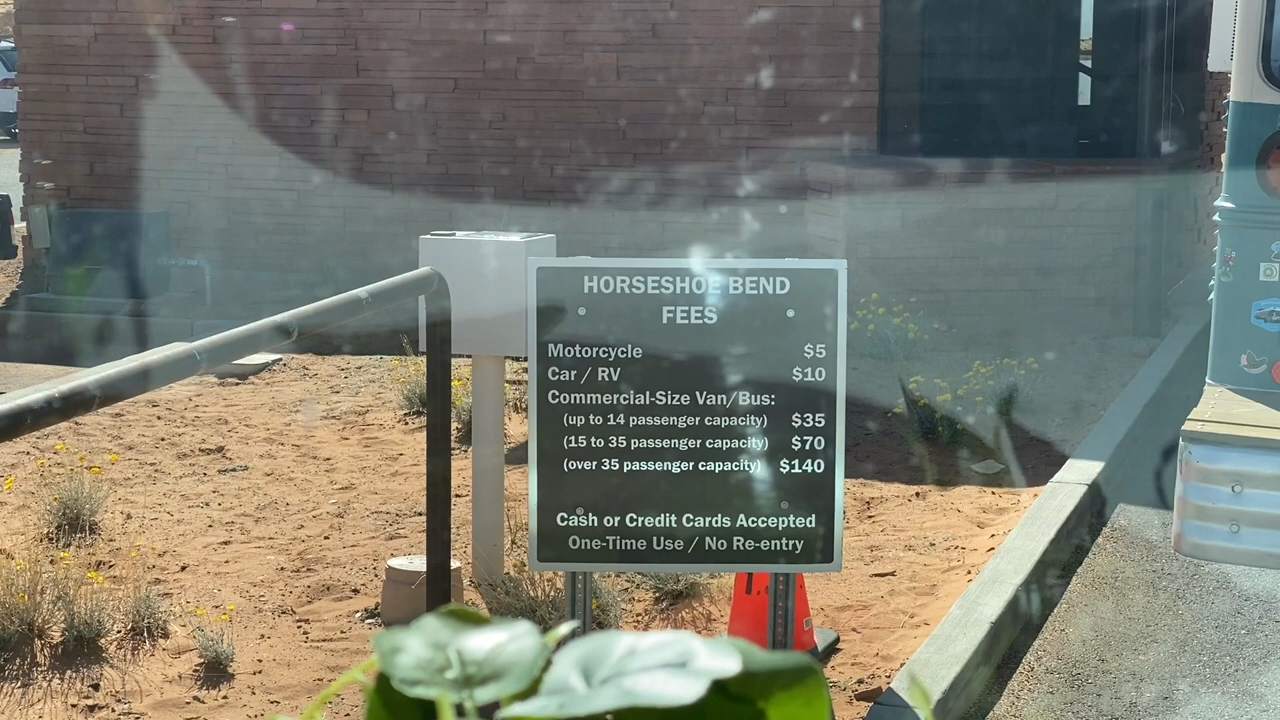 HORSESHOE BEND
FEES
Motorcycle $5
Car / RV $10
Commercial-Size Van/Bus:
(up to 14 passenger capacity) $35
(15 to 35 passenger capacity) $70
(over 35 passenger capacity) $140
Cash or Credit Cards Accepted
One-Time Use / No Re-entry